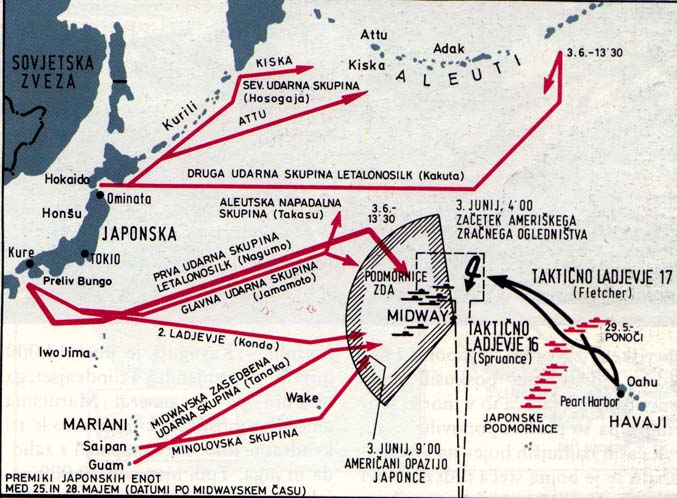 SOVJETSKA
ZVEZA
Attu
Adak
Kiska
ALEUTI
3.6.-13'30
KISKA
SEV. UDARNA SKUPINA
(Hosogaja)
ATTU
Kurili
DRUGA UDARNA SKUPINA LETALONOSILK (Kakuta)
Hokaido
Ominata
Honšu
JAPONSKA
TOKIO
Kure
Preliv Bungo
ALEUTSKA NAPADALNA
SKUPINA (Takasu)
3.6.-
13'30
3. JUNIJ, 4'00
ZAČETEK AMERIŠKEGA
ZRAČNEGA OGLEDNIŠTVA
PRVA UDARNA SKUPINA
LETALONOSILK (Nagumo)
GLAVNA UDARNA SKUPINA
(Jamamoto)
PODMORNICE
ZDA
MIDWAY
TAKTIČNO LADJEVJE 17
(Fletcher)
TAKTIČNO
LADJEVJE 16
(Spruance)
29.5.-
PONOČI
2. LADJEVJE (Kondo)
Iwo Jima
MIDWAYSKA ZASEDBENA
UDARNA SKUPINA (Tanaka)
Wake
Oahu
Pearl Harbor
HAVAJI
JAPONSKE
PODMORNICE
MARIANI
Saipan
Guam
MINOLOVSKA SKUPINA
3. JUNIJ, 9'00
AMERIČANI OPAZIJO
JAPONCE
PREMIKI JAPONSKIH ENOT
MED 25. IN 28. MAJEM (DATUMI PO MIDWAYSKEM ČASU)